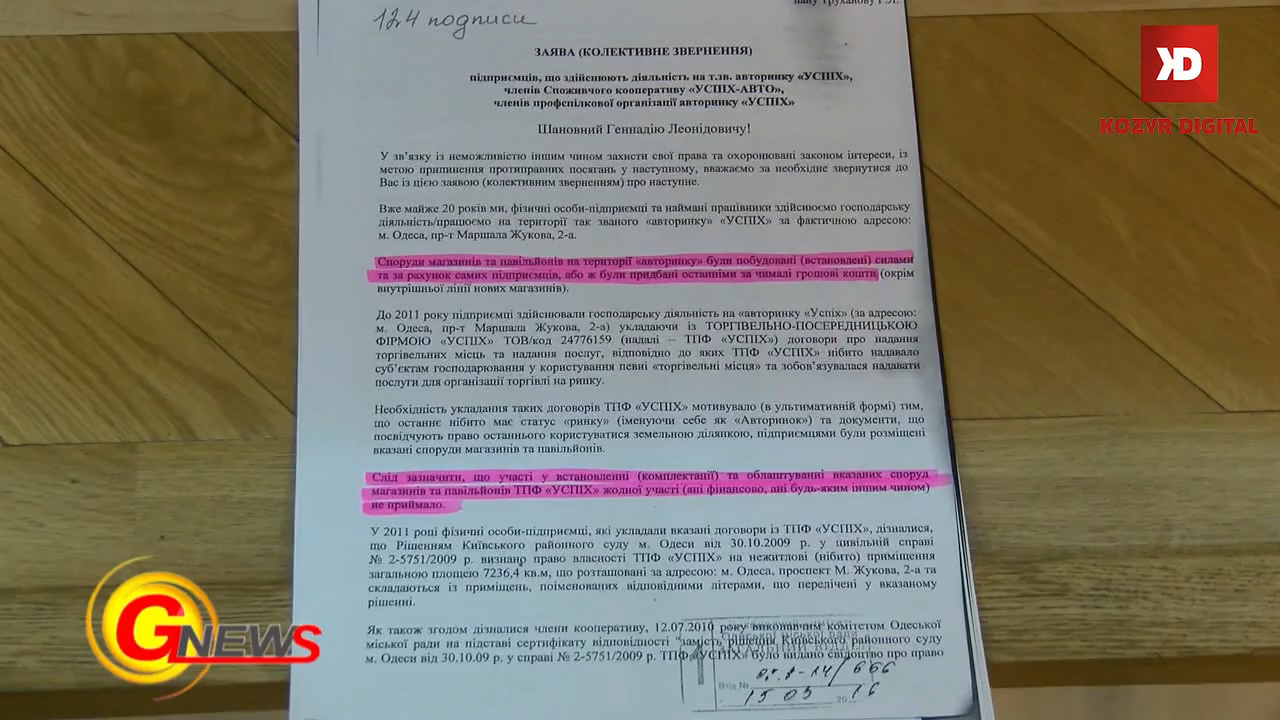 пану Труханову Г.Л.
124 подписи
ЗАЯВА (КОЛЕКТИВНЕ ЗВЕРНЕННЯ)
підприємців, що здійснюють діяльність на т.зв. авторинку «УСПІХ»,
членів Споживчого кооперативу «УСПІХ-АВТО»,
членів профспілкової організації авторинку «УСПІХ»
Шановний Геннадію Леонідовичу!
У зв’язку із неможливістю іншим чином захисти свої права та охоронювані законом інтереси, із
метою припинення протиправних посягань у наступному, вважаємо за необхідне звернутися до
Вас із цією заявою (колективним зверненням) про наступне.
Вже майже 20 років ми, фізичні особи-підприємці та наймані працівники здійснюємо господарську
діяльність/працюємо на території так званого «авторинку» «УСПІХ» за фактичною адресою:
м. Одеса, пр-т Маршала Жукова, 2-а.
Споруди магазинів та павільйонів на території «авторинку» були побудовані (встановлені) силами
та за рахунок самих підприємців, або ж були придбані останніми за чималі грошові кошти (окрім
внутрішньої лінії нових магазинів).
До 2011 року підприємці здійснювали господарську діяльність на «авторинку «Успіх» (за адресою:
м. Одеса, пр-т Маршала Жукова, 2-а) укладаючи із ТОРГІВЕЛЬНО-ПОСЕРЕДНИЦЬКОЮ
ФІРМОЮ «УСПІХ» ТОВ/код 24776159 (надалі – ТПФ «УСПІХ») договори про надання
торгівельних місць та надання послуг, відповідно до яких ТПФ «УСПІХ» нібито надавало
суб’єктам господарювання у користування певні «торгівельні місця» та зобов’язувалася надавати
послуги для організації торгівлі на ринку.
Необхідність укладання таких договорів ТПФ «УСПІХ» мотивувало (в ультимативній формі) тим,
що останнє нібито має статус «ринку» (іменуючи себе як «Авторинок») та документи, що
посвідчують право останнього користуватися земельною ділянкою, підприємцями були розміщені
вказані споруди магазинів та павільйонів.
Слід зазначити, що участі у встановленні (комплектації) та облаштуванні вказаних споруд
магазинів та павільйонів ТПФ «УСПІХ» жодної участі (ані фінансово, ані будь-яким іншим чином)
не приймало.
У 2011 році фізичні особи-підприємці, які укладали вказані договори із ТПФ «УСПІХ», дізналися,
що Рішенням Київського районного суду м. Одеси від 30.10.2009 р. у цивільній справі
№ 2-5751/2009 р. визнано право власності ТПФ «УСПІХ» на нежитлові (нібито) приміщення
загальною площею 7236,4 кв.м, що розташовані за адресою: м. Одеса, проспект М. Жукова, 2-а та
складаються із приміщень, поіменованих відповідними літерами, що перелічені у вказаному
рішенні.
Як також згодом дізналися члени кооперативу, 12.07.2010 року виконавчим комітетом Одеської
міської ради на підставі сертифікату відповідності "замість рішення Київського районного суду
м. Одеси від 30.10.09 р. у справі № 2-5751/2009 р. ТПФ «УСПІХ» було видано свідоцтво про право
міської ради
ЗАГАЛЬНИЙ ВІДДІЛ
Вхід №
15 03 2016
KD
KOZYR DIGITAL
GNEWS